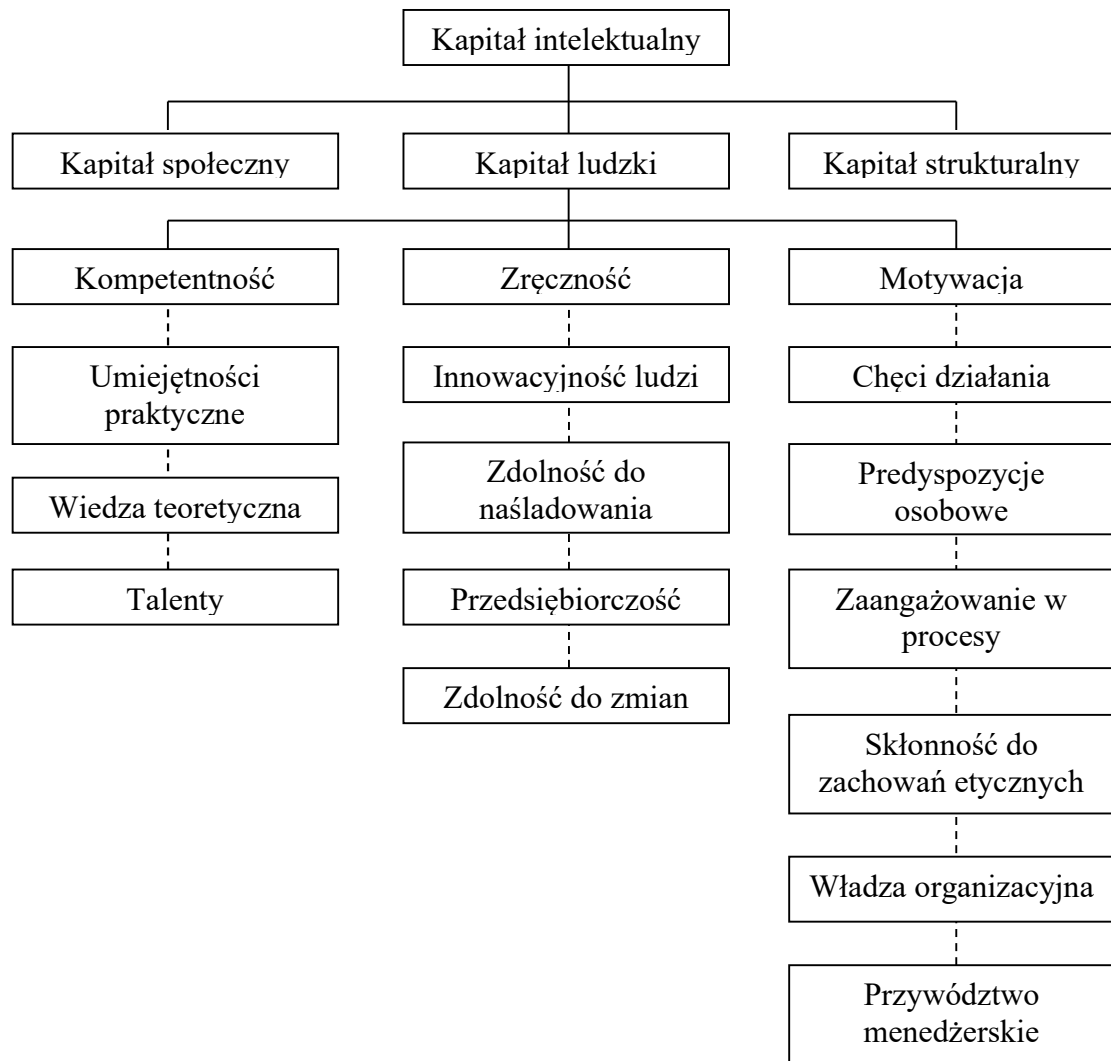 Kapitał intelektualny
Kapitał społeczny
Kapitał ludzki
Kapitał strukturalny
Kompetentność
Zręczność
Motywacja
Umiejętności
praktyczne
Innowacyjność ludzi
Chęci działania
Wiedza teoretyczna
Zdolność do
naśladowania
Predyspozycje
osobowe
Talenty
Przedsiębiorczość
Zaangażowanie w
procesy
Zdolność do zmian
Skłonność do
zachowań etycznych
Władza organizacyjna
Przywództwo
menedżerskie